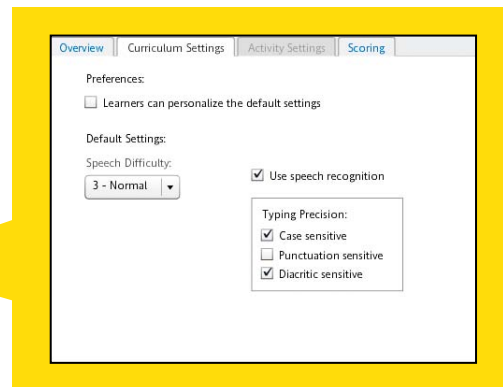 Overview Curriculum Settings Activity Settings Scoring
Preferences:
Learners can personalize the default settings
Default Settings:
Speech Difficulty:
3 - Normal
Use speech recognition
Typing Precision:
Case sensitive
Punctuation sensitive
Diacritic sensitive